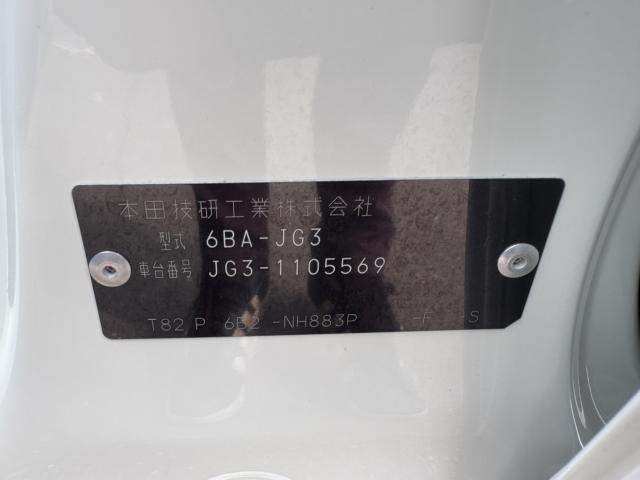 本田技研工業株式会社
型式 6BA-JG3
車台番号 JG3-1105569
T82 P 6B2 -NH883P -F -S